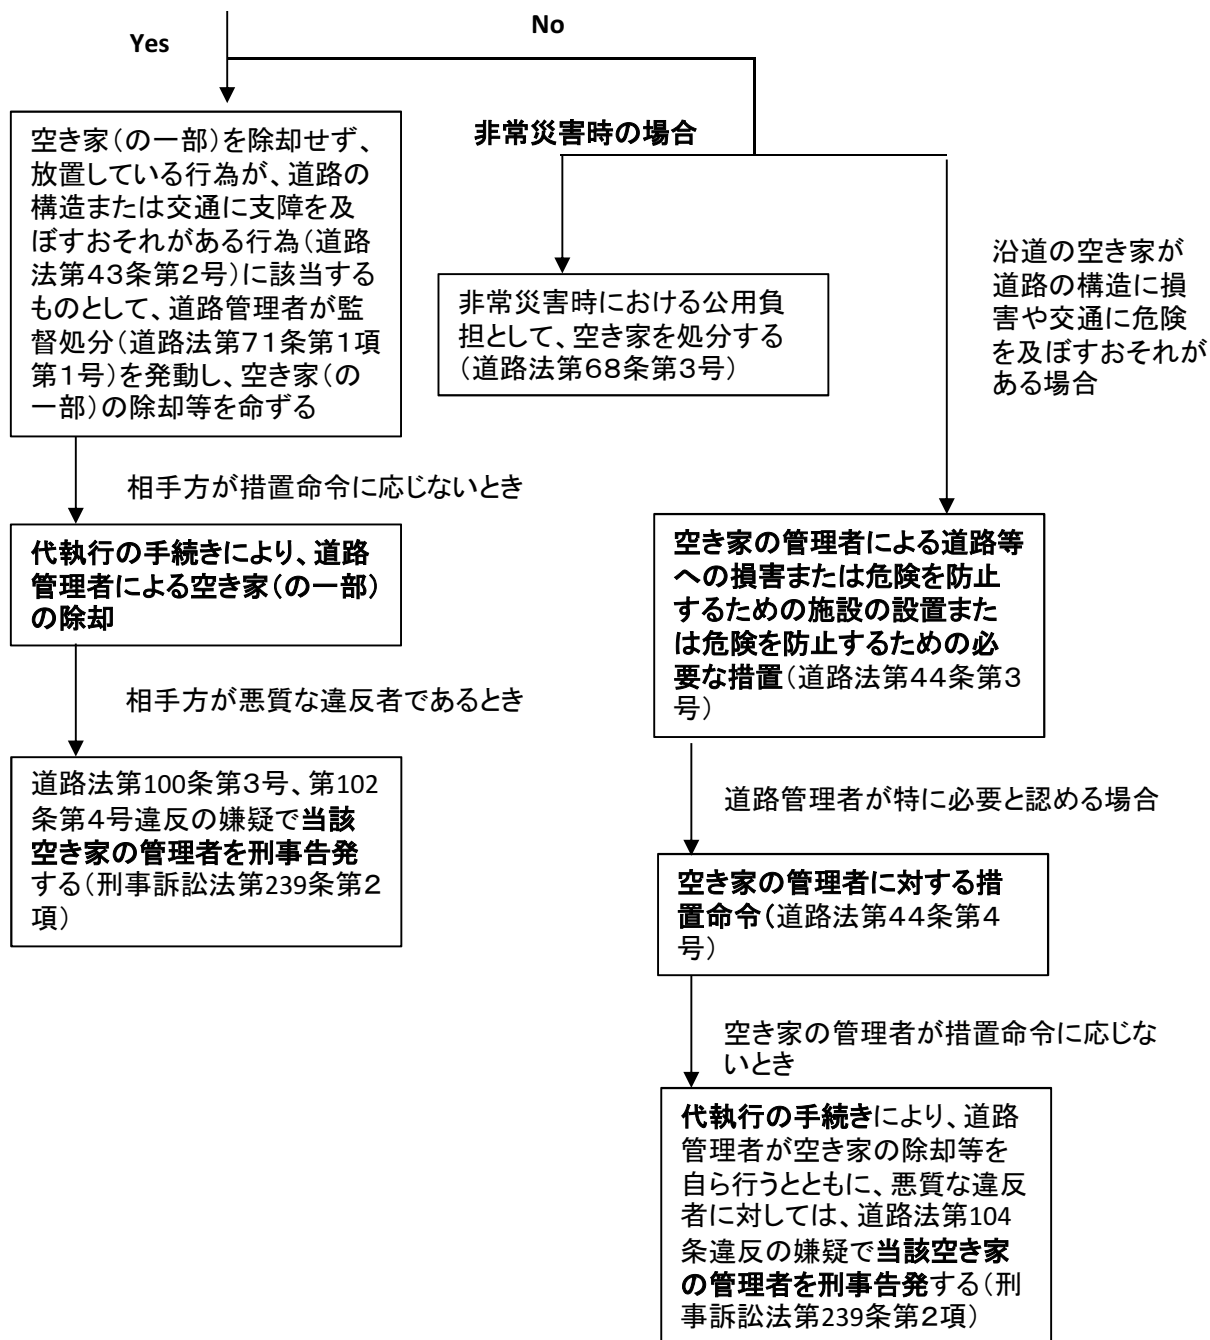 Yes
No
空き家（の一部）を除却せず、
放置している行為が、道路の
構造または交通に支障を及
ぼすおそれがある行為（道路
法第４３条第２号）に該当する
ものとして、道路管理者が監
督処分（道路法第７１条第１項
第１号）を発動し、空き家（の
一部）の除却等を命ずる
相手方が措置命令に応じないとき
代執行の手続きにより、道路
管理者による空き家（の一部）
の除却
相手方が悪質な違反者であるとき
道路法第100条第３号、第102
条第４号違反の嫌疑で当該
空き家の管理者を刑事告発
する（刑事訴訟法第239条第２
項）
非常災害時の場合
非常災害時における公用負
担として、空き家を処分する
（道路法第６８条第３号）
沿道の空き家が
道路の構造に損
害や交通に危険
を及ぼすおそれが
ある場合
空き家の管理者による道路等
への損害または危険を防止
するための施設の設置また
は危険を防止するための必
要な措置（道路法第４４条第３
号）
道路管理者が特に必要と認める場合
空き家の管理者に対する措
置命令（道路法第４４条第４
号）
空き家の管理者が措置命令に応じな
いとき
代執行の手続きにより、道路
管理者が空き家の除却等を
自ら行うとともに、悪質な違反
者に対しては、道路法第104
条違反の嫌疑で当該空き家
の管理者を刑事告発する（刑
事訴訟法第239条第２項）